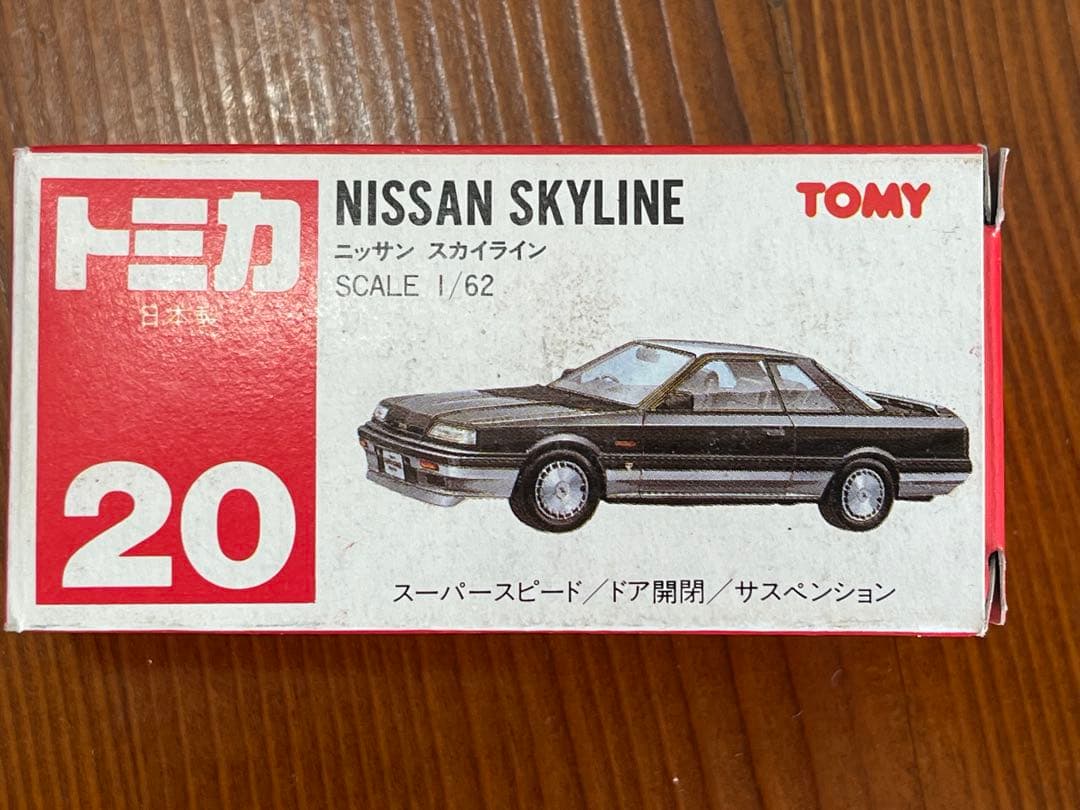 トミカ
日本製
20
NISSAN SKYLINE
ニッサン スカイライン
SCALE 1/62
TOMY
スーパースピード/ドア開閉/サスペンション